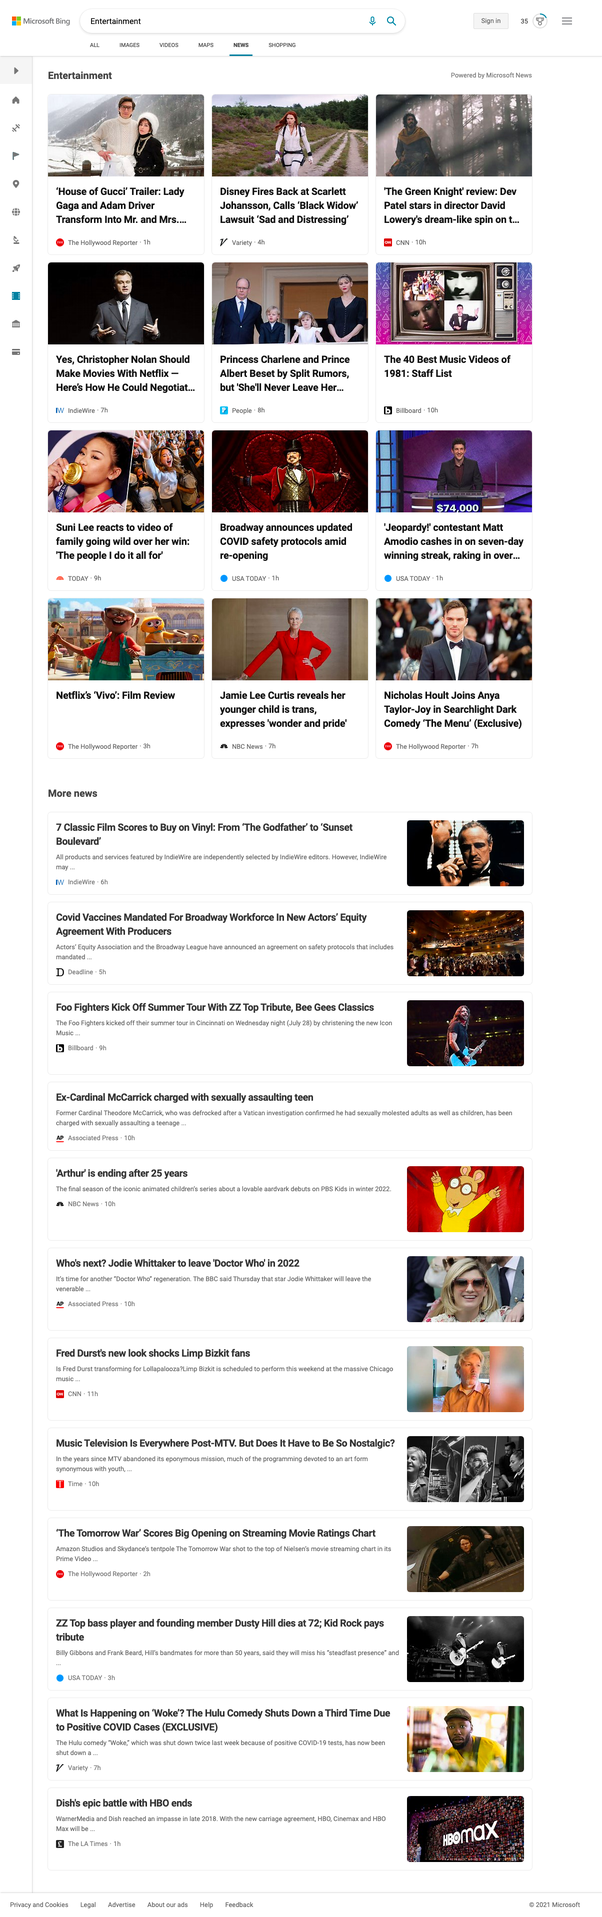 Microsoft Bing
Entertainment
Sign in
35
ALL
IMAGES
VIDEOS
MAPS
NEWS
SHOPPING
Entertainment
Powered by Microsoft News
'House of Gucci' Trailer: Lady
Gaga and Adam Driver
Transform Into Mr. and Mrs....
The Hollywood Reporter · 1h
Disney Fires Back at Scarlett
Johansson, Calls 'Black Widow'
Lawsuit 'Sad and Distressing'
Variety · 4h
'The Green Knight' review: Dev
Patel stars in director David
Lowery's dream-like spin on t...
CNN · 10h
Yes, Christopher Nolan Should
Make Movies With Netflix —
Here's How He Could Negotiat...
IndieWire · 7h
Princess Charlene and Prince
Albert Beset by Split Rumors,
but 'She'll Never Leave Her...
People · 8h
The 40 Best Music Videos of
1981: Staff List
Billboard · 10h
$74,000
Suni Lee reacts to video of
family going wild over her win:
'The people I do it all for'
TODAY · 9h
Broadway announces updated
COVID safety protocols amid
re-opening
USA TODAY · 1h
'Jeopardy!' contestant Matt
Amodio cashes in on seven-day
winning streak, raking in over...
USA TODAY · 1h
Netflix's 'Vivo': Film Review
The Hollywood Reporter · 3h
Jamie Lee Curtis reveals her
younger child is trans,
expresses 'wonder and pride'
NBC News · 7h
Nicholas Hoult Joins Anya
Taylor-Joy in Searchlight Dark
Comedy 'The Menu' (Exclusive)
The Hollywood Reporter · 7h
More news
7 Classic Film Scores to Buy on Vinyl: From 'The Godfather' to 'Sunset
Boulevard'
All products and services featured by IndieWire are independently selected by IndieWire editors. However, IndieWire
may ...
IndieWire · 6h
Covid Vaccines Mandated For Broadway Workforce In New Actors' Equity
Agreement With Producers
Actors' Equity Association and the Broadway League have announced an agreement on safety protocols that includes
mandated ...
Deadline · 5h
Foo Fighters Kick Off Summer Tour With ZZ Top Tribute, Bee Gees Classics
The Foo Fighters kicked off their summer tour in Cincinnati on Wednesday night (July 28) by christening the new Icon
Music ...
Billboard · 9h
Ex-Cardinal McCarrick charged with sexually assaulting teen
Former Cardinal Theodore McCarrick, who was defrocked after a Vatican investigation confirmed he had sexually molested adults as well as children, has been
charged with sexually assaulting a teenage ...
AP
Associated Press · 10h
'Arthur' is ending after 25 years
The final season of the iconic animated children's series about a lovable aardvark debuts on PBS Kids in winter 2022.
NBC News · 10h
Who's next? Jodie Whittaker to leave 'Doctor Who' in 2022
It's time for another "Doctor Who" regeneration. The BBC said Thursday that star Jodie Whittaker will leave the
venerable ...
AP
Associated Press · 10h
Fred Durst's new look shocks Limp Bizkit fans
Is Fred Durst transforming for Lollapalooza?Limp Bizkit is scheduled to perform this weekend at the massive Chicago
music ...
CNN · 11h
Music Television Is Everywhere Post-MTV. But Does It Have to Be So Nostalgic?
In the years since MTV abandoned its eponymous mission, much of the programming devoted to an art form
synonymous with youth, ...
Time · 10h
'The Tomorrow War' Scores Big Opening on Streaming Movie Ratings Chart
Amazon Studios and Skydance's tentpole The Tomorrow War shot to the top of Nielsen's movie streaming chart in its
Prime Video ...
The Hollywood Reporter · 2h
ZZ Top bass player and founding member Dusty Hill dies at 72; Kid Rock pays
tribute
Billy Gibbons and Frank Beard, Hill's bandmates for more than 50 years, said they will miss his "steadfast presence" and
...
USA TODAY · 3h
What Is Happening on 'Woke'? The Hulu Comedy Shuts Down a Third Time Due
to Positive COVID Cases (EXCLUSIVE)
The Hulu comedy "Woke," which was shut down twice last week because of positive COVID-19 tests, has now been
shut down a ...
Variety · 7h
Dish's epic battle with HBO ends
WarnerMedia and Dish reached an impasse in late 2018. With the new carriage agreement, HBO, Cinemax and HBO
Max will be ...
The LA Times · 1h
HBOmax
Privacy and Cookies
Legal
Advertise
About our ads
Help
Feedback
© 2021 Microsoft